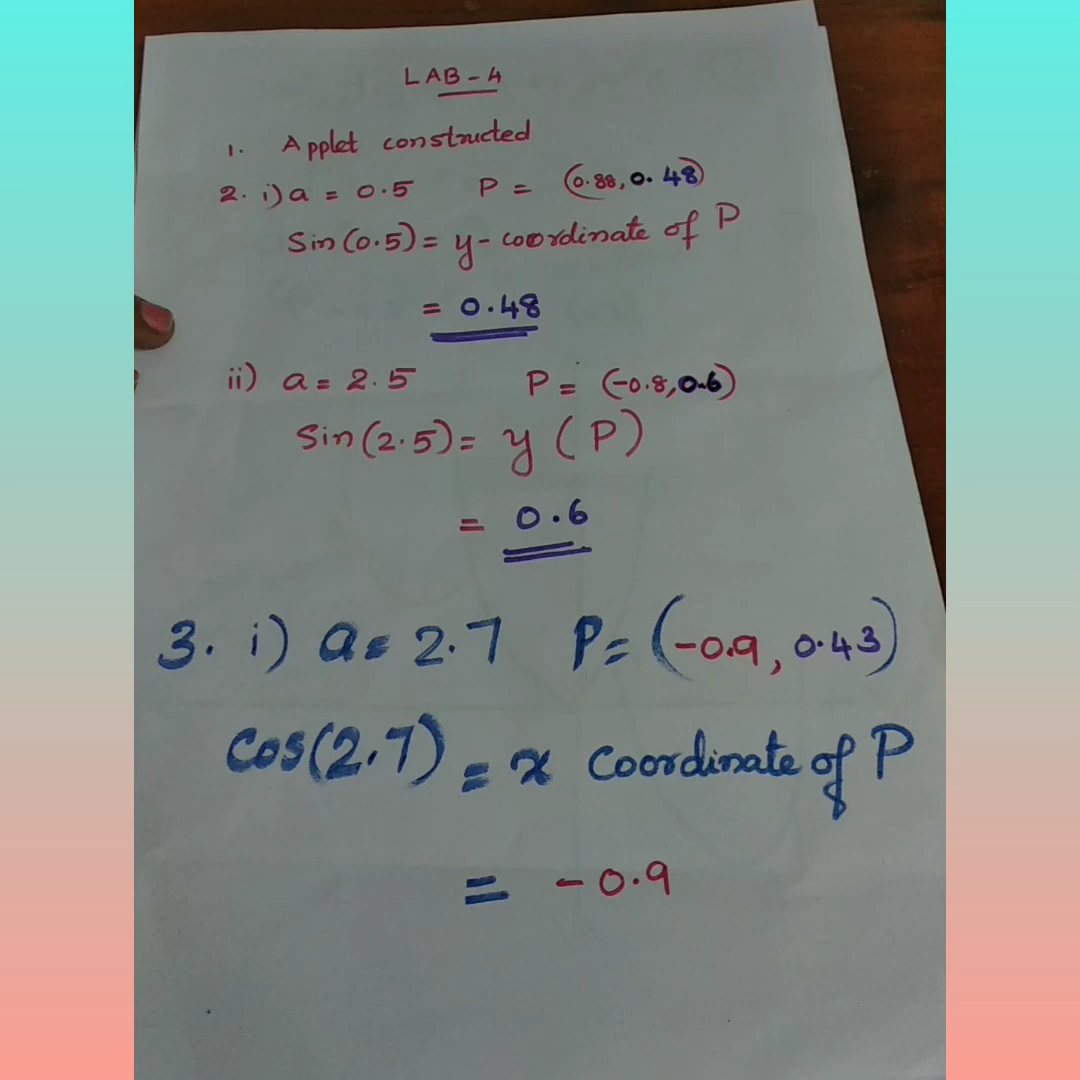 LAB-4
1. Applet constructed
2. i) a = 0.5 P = (0.88, 0.48)
Sin(0.5) = y-coordinate of P
= 0.48
ii) a = 2.5 P = (-0.8, 0.6)
Sin(2.5) = y (P)
= 0.6
3. i) a = 2.7 P = (-0.9, 0.43)
Cos(2.7) = x coordinate of P
= -0.9